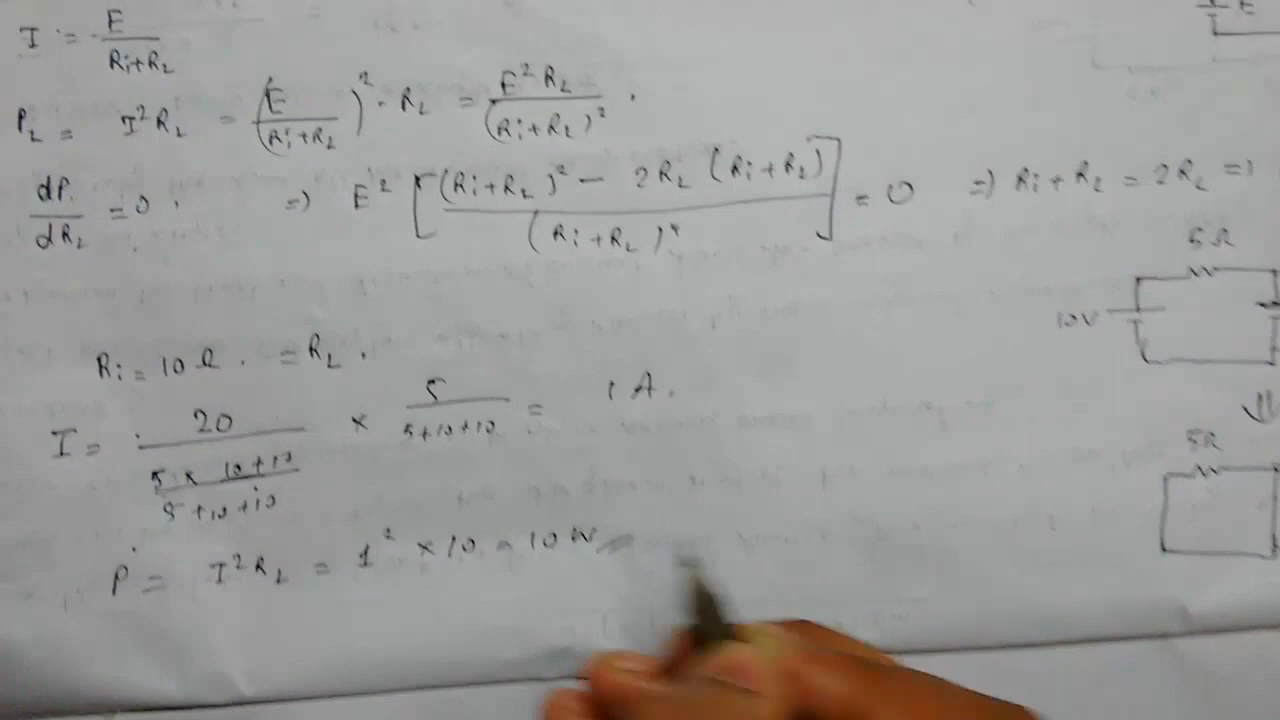 I = E / (Ri+RL)
E
PL = I²RL = (E / (Ri+RL))² · RL = E²RL / (Ri+RL)² .
dP. / dRL = 0 . => E² [ ((Ri+RL)² − 2RL (Ri+RL)) / (Ri+RL)⁴ ] = 0 => Ri+RL = 2RL =>
5Ω
10V
Ri = 10Ω . = RL .
I = 20 / ((5 × 10+10) / (5+10+10)) × 5 / (5+10+10) = 1 A .
5Ω
P = I²RL = 1² × 10 = 10W